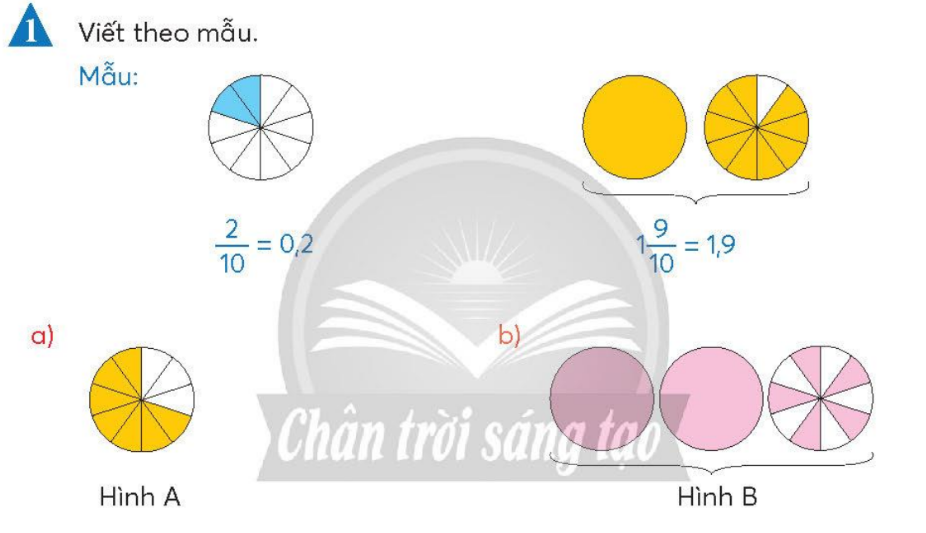 1 Viết theo mẫu.
Mẫu:
2/10 = 0,2
1 9/10 = 1,9
a)
b)
Chân trời sáng tạo
Hình A
Hình B